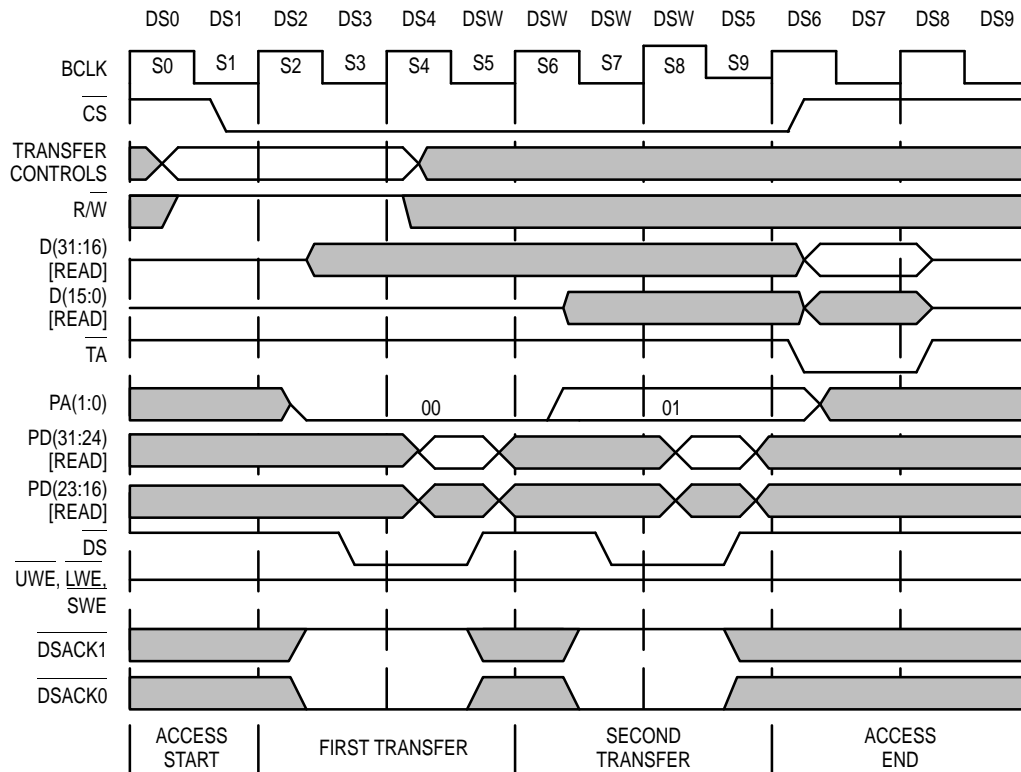 DS0 DS1 DS2 DS3 DS4 DSW DSW DSW DSW DS5 DS6 DS7 DS8 DS9
BCLK S0 S1 S2 S3 S4 S5 S6 S7 S8 S9
CS
TRANSFER
CONTROLS
R/W
D(31:16)
[READ]
D(15:0)
[READ]
TA
PA(1:0) 00 01
PD(31:24)
[READ]
PD(23:16)
[READ]
DS
UWE, LWE,
SWE
DSACK1
DSACK0
ACCESS
START
FIRST TRANSFER
SECOND
TRANSFER
ACCESS
END